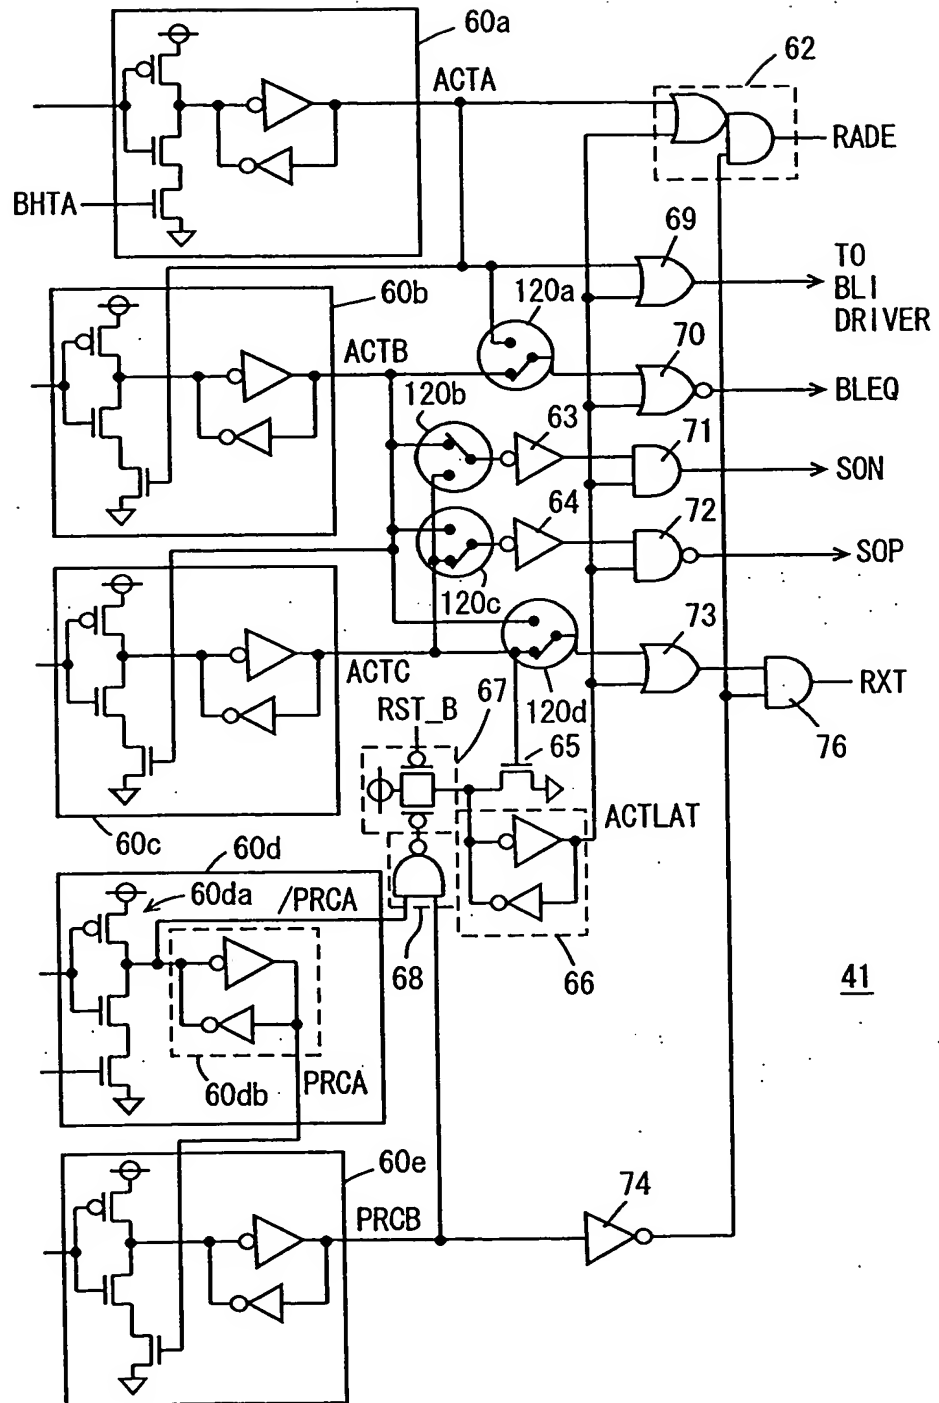 60a
62
ACTA
RADE
BHTA
69
TO
BLI
DRIVER
60b
120a
ACTB
70
BLEQ
120b
63
71
SON
64
72
SOP
120c
73
ACTC
RXT
67
120d
76
RST_B
65
ACTLAT
60c
60d
60da
/PRCA
68
66
41
60db
PRCA
60e
74
PRCB